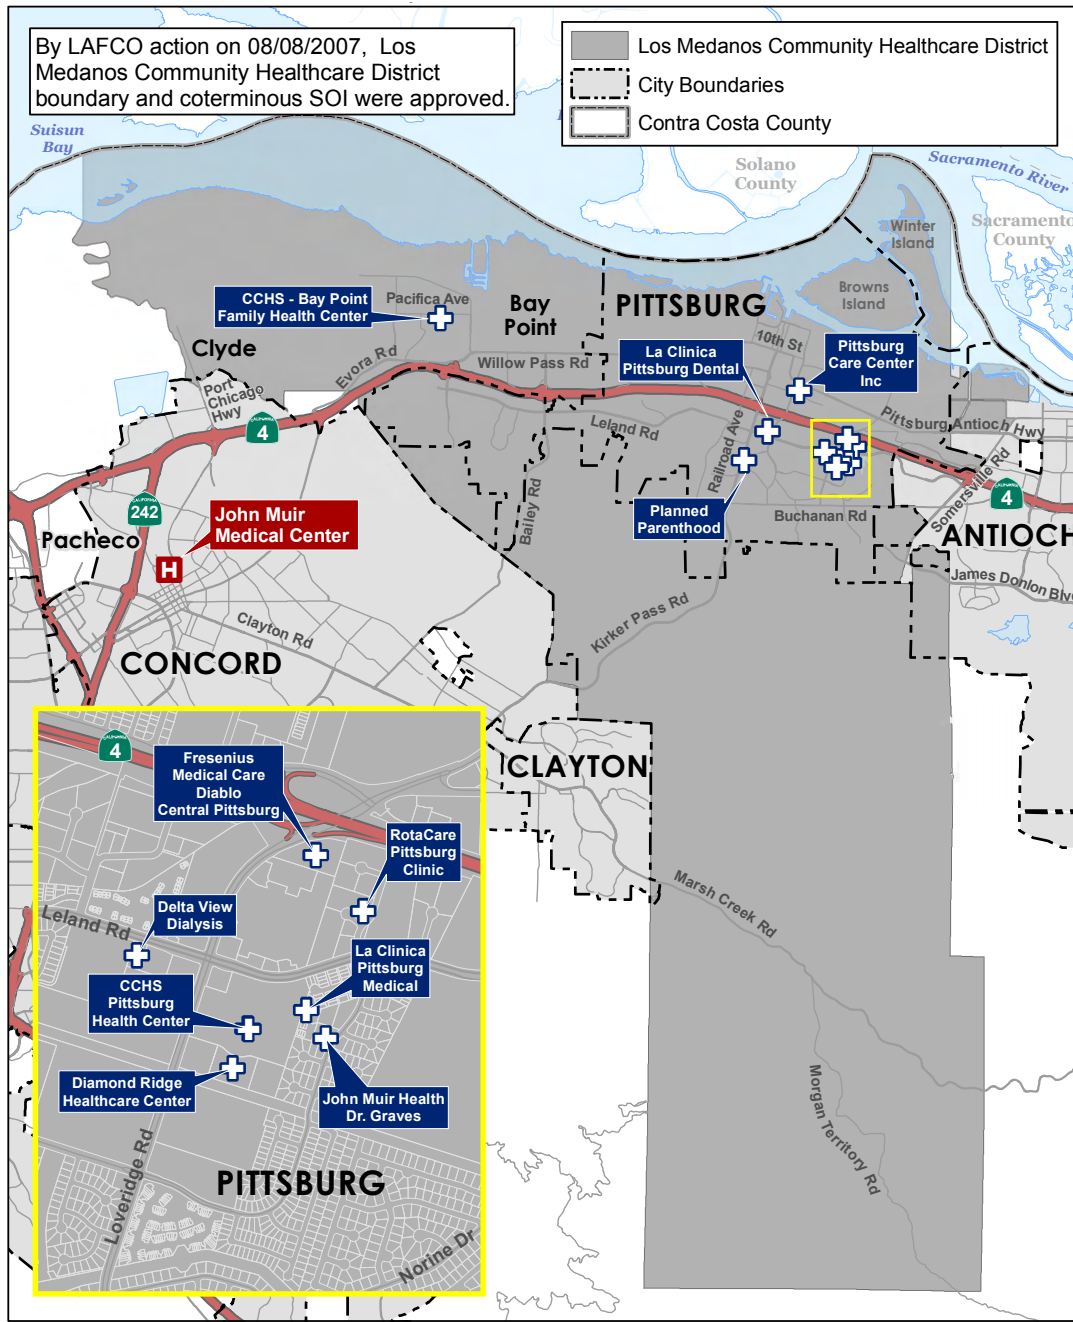 By LAFCO action on 08/08/2007, Los
Medanos Community Healthcare District
boundary and coterminous SOI were approved.
Los Medanos Community Healthcare District
City Boundaries
Contra Costa County
Suisun
Bay
Solano
County
Sacramento River
Sacramento
County
Winter
Island
Browns
Island
CCHS - Bay Point
Family Health Center
Pacifica Ave
Bay
Point
PITTSBURG
10th St
Clyde
Evora Rd
Willow Pass Rd
La Clinica
Pittsburg Dental
Pittsburg
Care Center
Inc
Port
Chicago
Hwy
CALIFORNIA
4
Leland Rd
Railroad Ave
Pittsburg Antioch Hwy
Somersville Rd
CALIFORNIA
4
CALIFORNIA
242
John Muir
Medical Center
Bailey Rd
Planned
Parenthood
Buchanan Rd
ANTIOCH
Pacheco
H
James Donlon Blv
Clayton Rd
Kirker Pass Rd
CONCORD
CLAYTON
Marsh Creek Rd
Morgan Territory Rd
CALIFORNIA
4
Fresenius
Medical Care
Diablo
Central Pittsburg
RotaCare
Pittsburg
Clinic
Delta View
Dialysis
Leland Rd
La Clinica
Pittsburg
Medical
CCHS
Pittsburg
Health Center
Diamond Ridge
Healthcare Center
John Muir Health
Dr. Graves
Loveridge Rd
PITTSBURG
Norine Dr